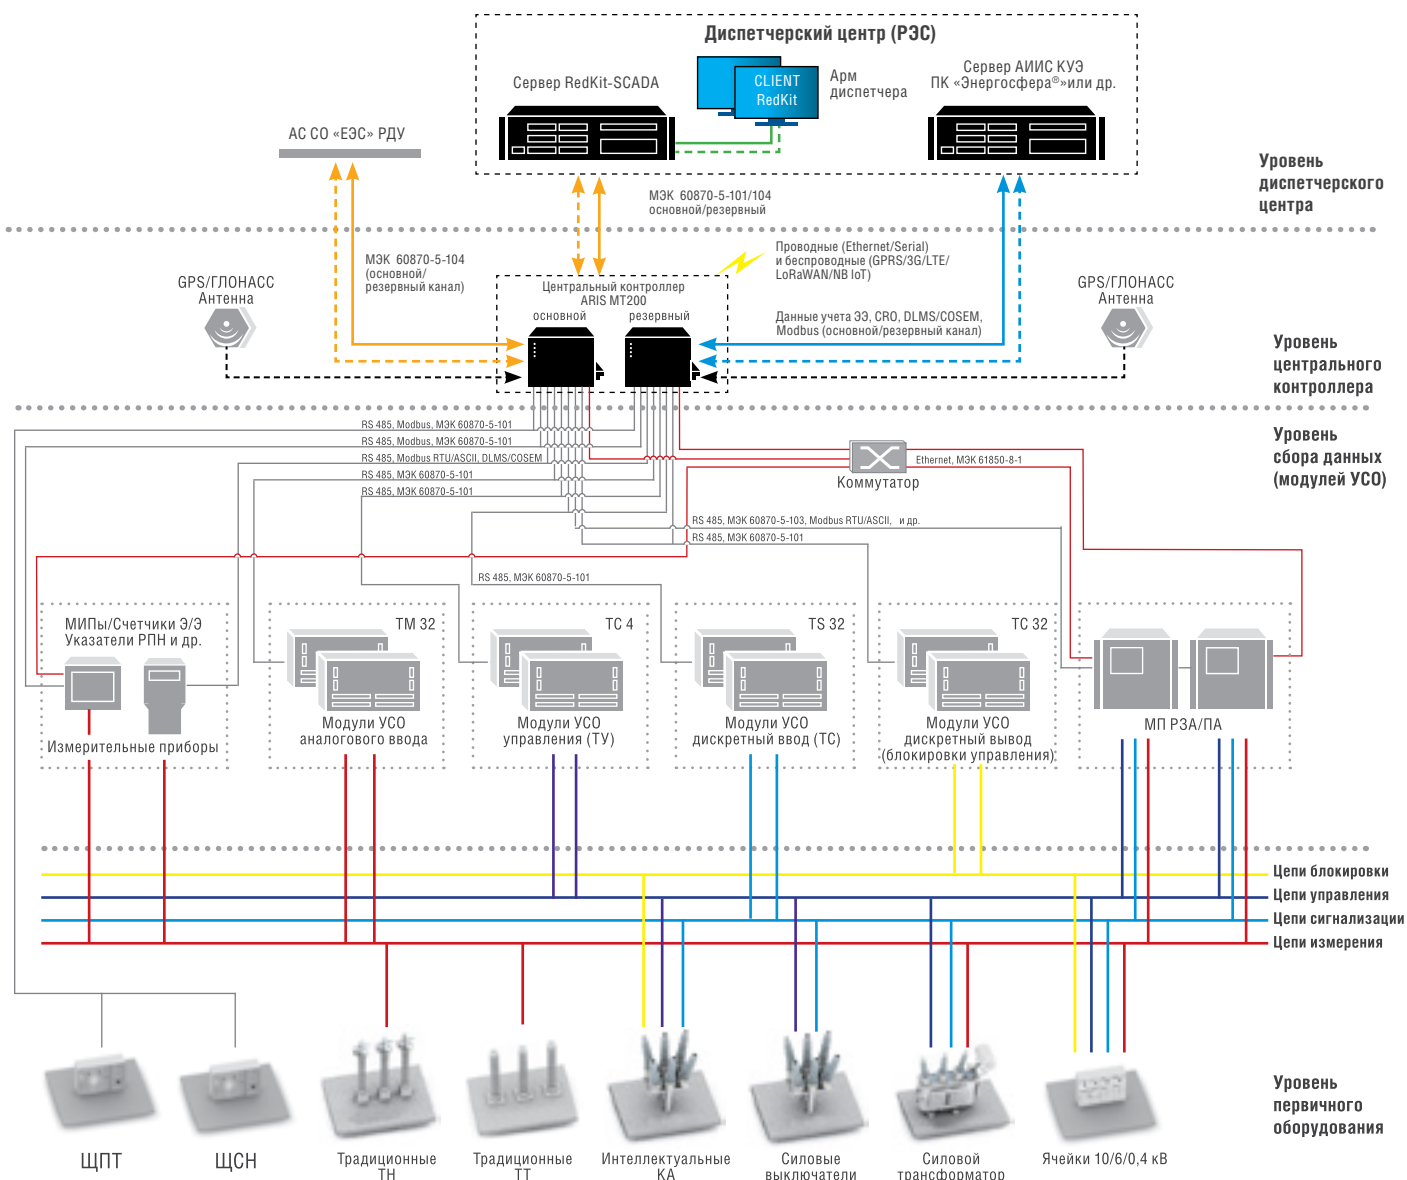 Диспетчерский центр (РЭС)
Сервер RedKit-SCADA
CLIENT
RedKit
Арм
диспетчера
Сервер АИИС КУЭ
ПК «Энергосфера®»или др.
АС СО «ЕЭС» РДУ
Уровень
диспетчерского
центра
МЭК 60870-5-101/104
основной/резервный
МЭК 60870-5-104
(основной/
резервный канал)
Проводные (Ethernet/Serial)
и беспроводные (GPRS/3G/LTE/
LoRaWAN/NB IoT)
GPS/ГЛОНАСС
Антенна
Центральный контроллер
ARIS MT200
основной
резервный
Данные учета ЭЭ, CRO, DLMS/COSEM,
Modbus (основной/резервный канал)
GPS/ГЛОНАСС
Антенна
Уровень
центрального
контроллера
RS 485, Modbus, МЭК 60870-5-101
RS 485, Modbus, МЭК 60870-5-101
RS 485, Modbus RTU/ASCII, DLMS/COSEM
RS 485, МЭК 60870-5-101
RS 485, МЭК 60870-5-101
Коммутатор
Ethernet, МЭК 61850-8-1
Уровень
сбора данных
(модулей УСО)
RS 485, МЭК 60870-5-103, Modbus RTU/ASCII, и др.
RS 485, МЭК 60870-5-101
RS 485, МЭК 60870-5-101
МИПы/Счетчики Э/Э
Указатели РПН и др.
Измерительные приборы
TM 32
Модули УСО
аналогового ввода
TC 4
Модули УСО
управления (ТУ)
TS 32
Модули УСО
дискретный ввод (ТС)
TC 32
Модули УСО
дискретный вывод
(блокировки управления)
МП РЗА/ПА
Цепи блокировки
Цепи управления
Цепи сигнализации
Цепи измерения
ЩПТ
ЩСН
Традиционные
ТН
Традиционные
ТТ
Интеллектуальные
КА
Силовые
выключатели
Силовой
трансформатор
Ячейки 10/6/0,4 кВ
Уровень
первичного
оборудования